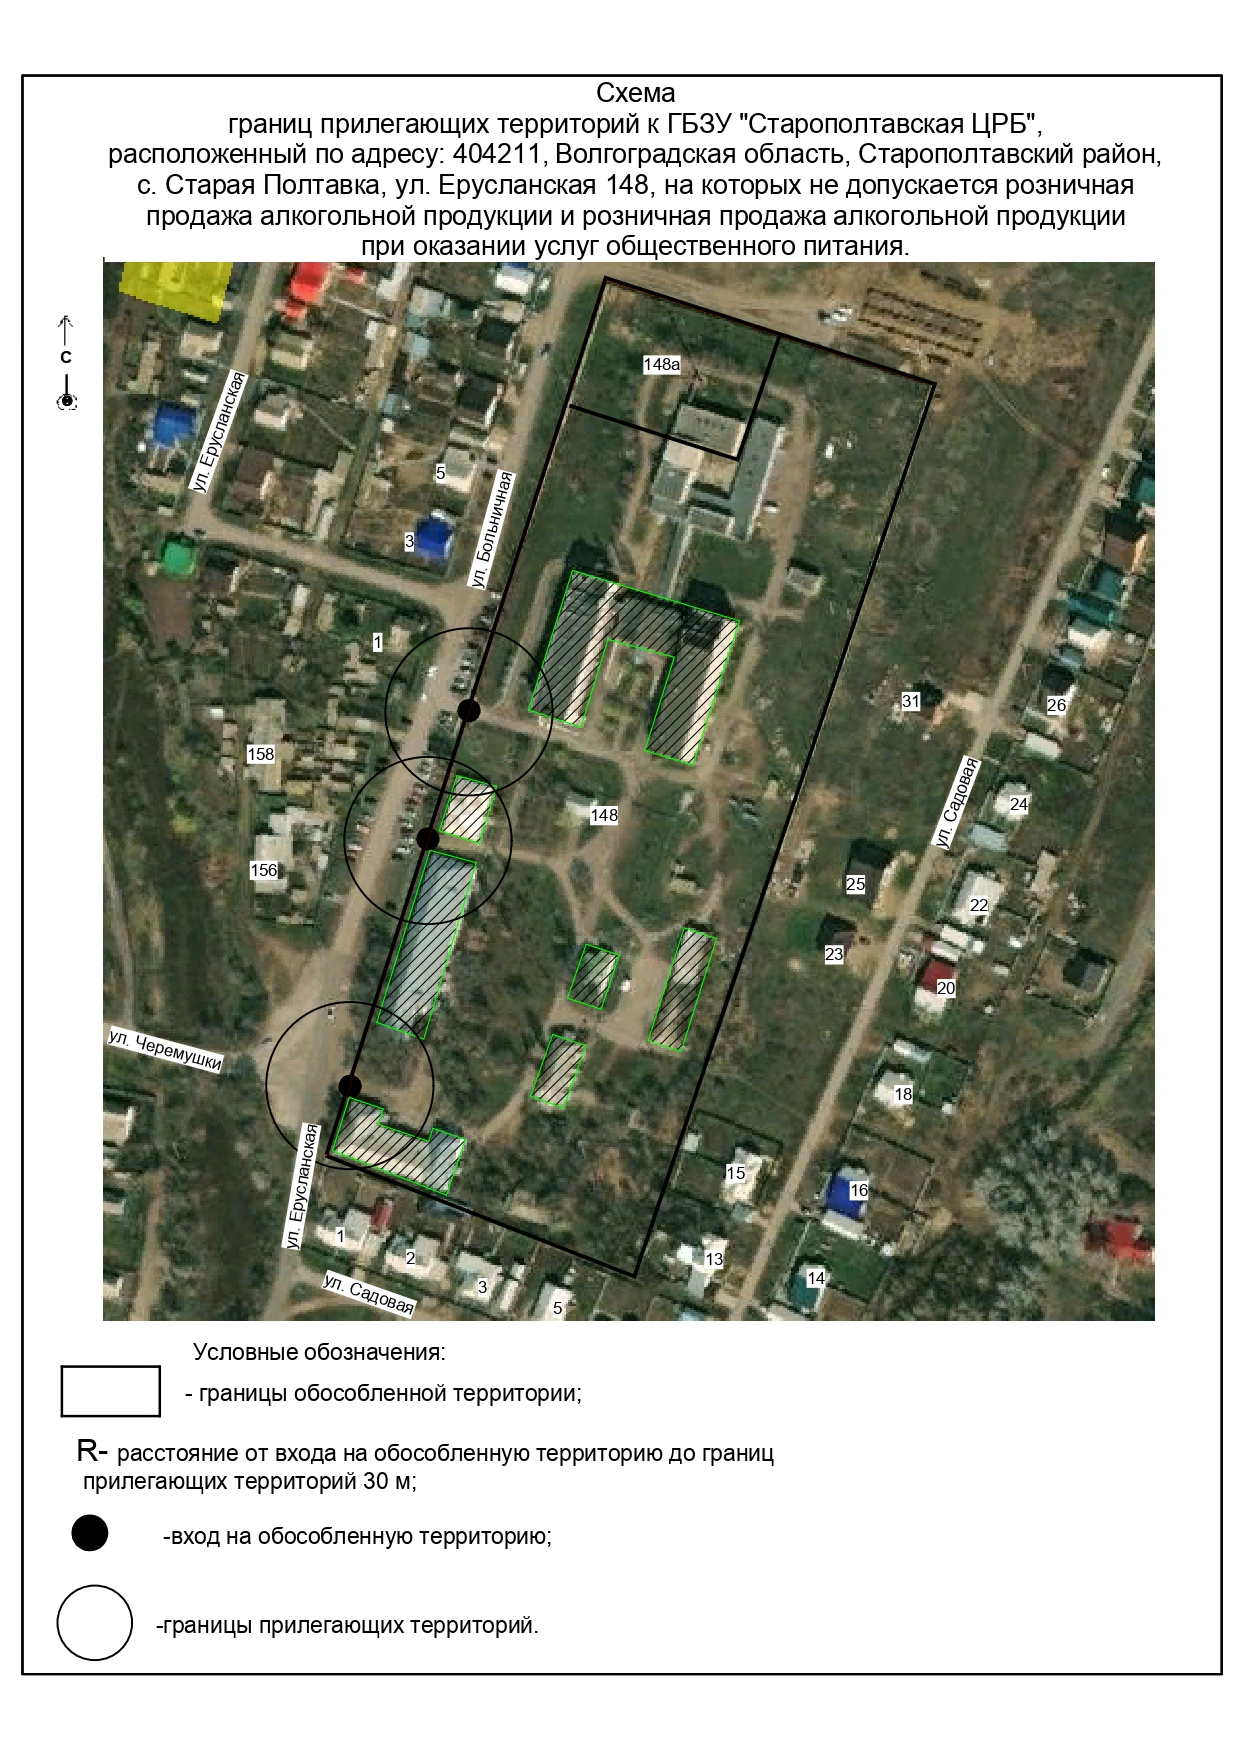 Схема
границ прилегающих территорий к ГБЗУ "Старополтавская ЦРБ",
расположенный по адресу: 404211, Волгоградская область, Старополтавский район,
с. Старая Полтавка, ул. Ерусланская 148, на которых не допускается розничная
продажа алкогольной продукции и розничная продажа алкогольной продукции
при оказании услуг общественного питания.
С
148а
ул. Ерусланская
5
ул. Больничная
3
1
31
26
158
ул. Садовая
24
148
156
25
22
23
20
ул. Черемушки
18
ул. Ерусланская
15
16
1
2
13
3
14
ул. Садовая
5
Условные обозначения:
- границы обособленной территории;
R- расстояние от входа на обособленную территорию до границ
прилегающих территорий 30 м;
-вход на обособленную территорию;
-границы прилегающих территорий.